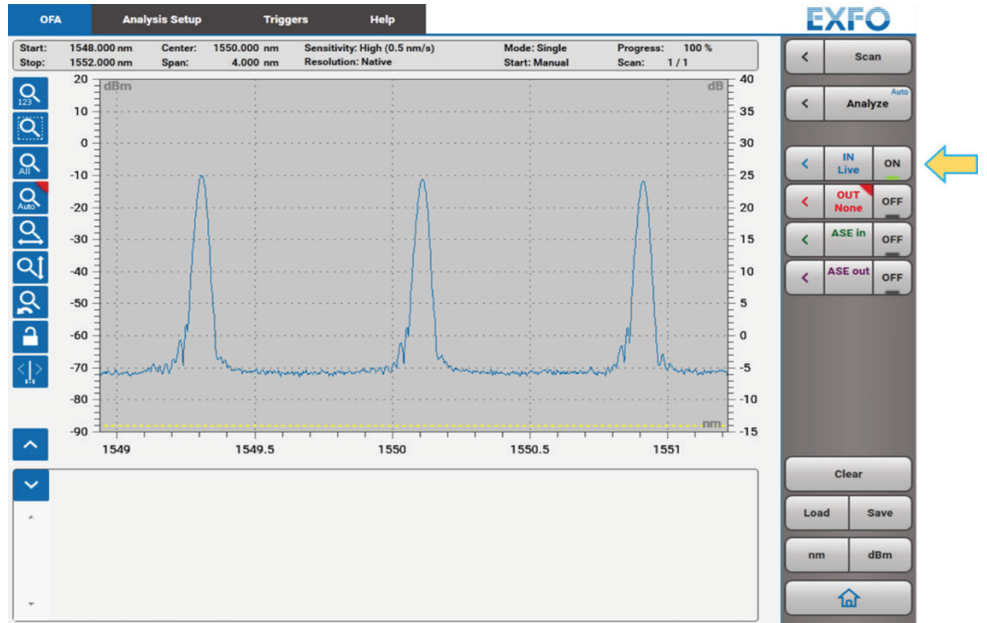 OFA Analysis Setup Triggers Help
EXFO
Start: 1548.000 nm Center: 1550.000 nm Sensitivity: High (0.5 nm/s) Mode: Single Progress: 100 %
Stop: 1552.000 nm Span: 4.000 nm Resolution: Native Start: Manual Scan: 1 / 1
Scan
Auto
Analyze
IN
Live
ON
OUT
None
OFF
ASE in
OFF
ASE out
OFF
123
All
Auto
dBm
dB
20
10
0
-10
-20
-30
-40
-50
-60
-70
-80
-90
40
35
30
25
20
15
10
5
0
-5
-10
-15
nm
1549 1549.5 1550 1550.5 1551
Clear
Load Save
nm dBm